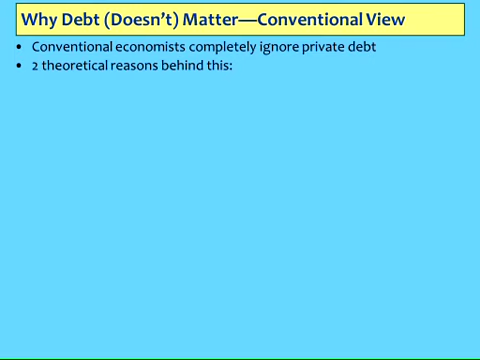 Why Debt (Doesn’t) Matter—Conventional View
• Conventional economists completely ignore private debt
• 2 theoretical reasons behind this: